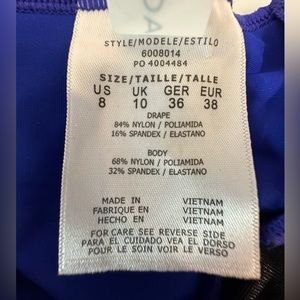 DA
STYLE/MODELE/ESTILO
6008014
PO 4004484
SIZE/TAILLE/TALLE
US UK GER EUR
8 10 36 38
DRAPE
84% NYLON / POLIAMIDA
16% SPANDEX / ELASTANO
BODY
68% NYLON / POLIAMIDA
32% SPANDEX / ELASTANO
MADE IN VIETNAM
FABRIQUE EN VIETNAM
HECHO EN VIETNAM
FOR CARE SEE REVERSE SIDE
PARA EL CUIDADO VEA EL DORSO
POUR LE SOIN VOIR LE VERSO